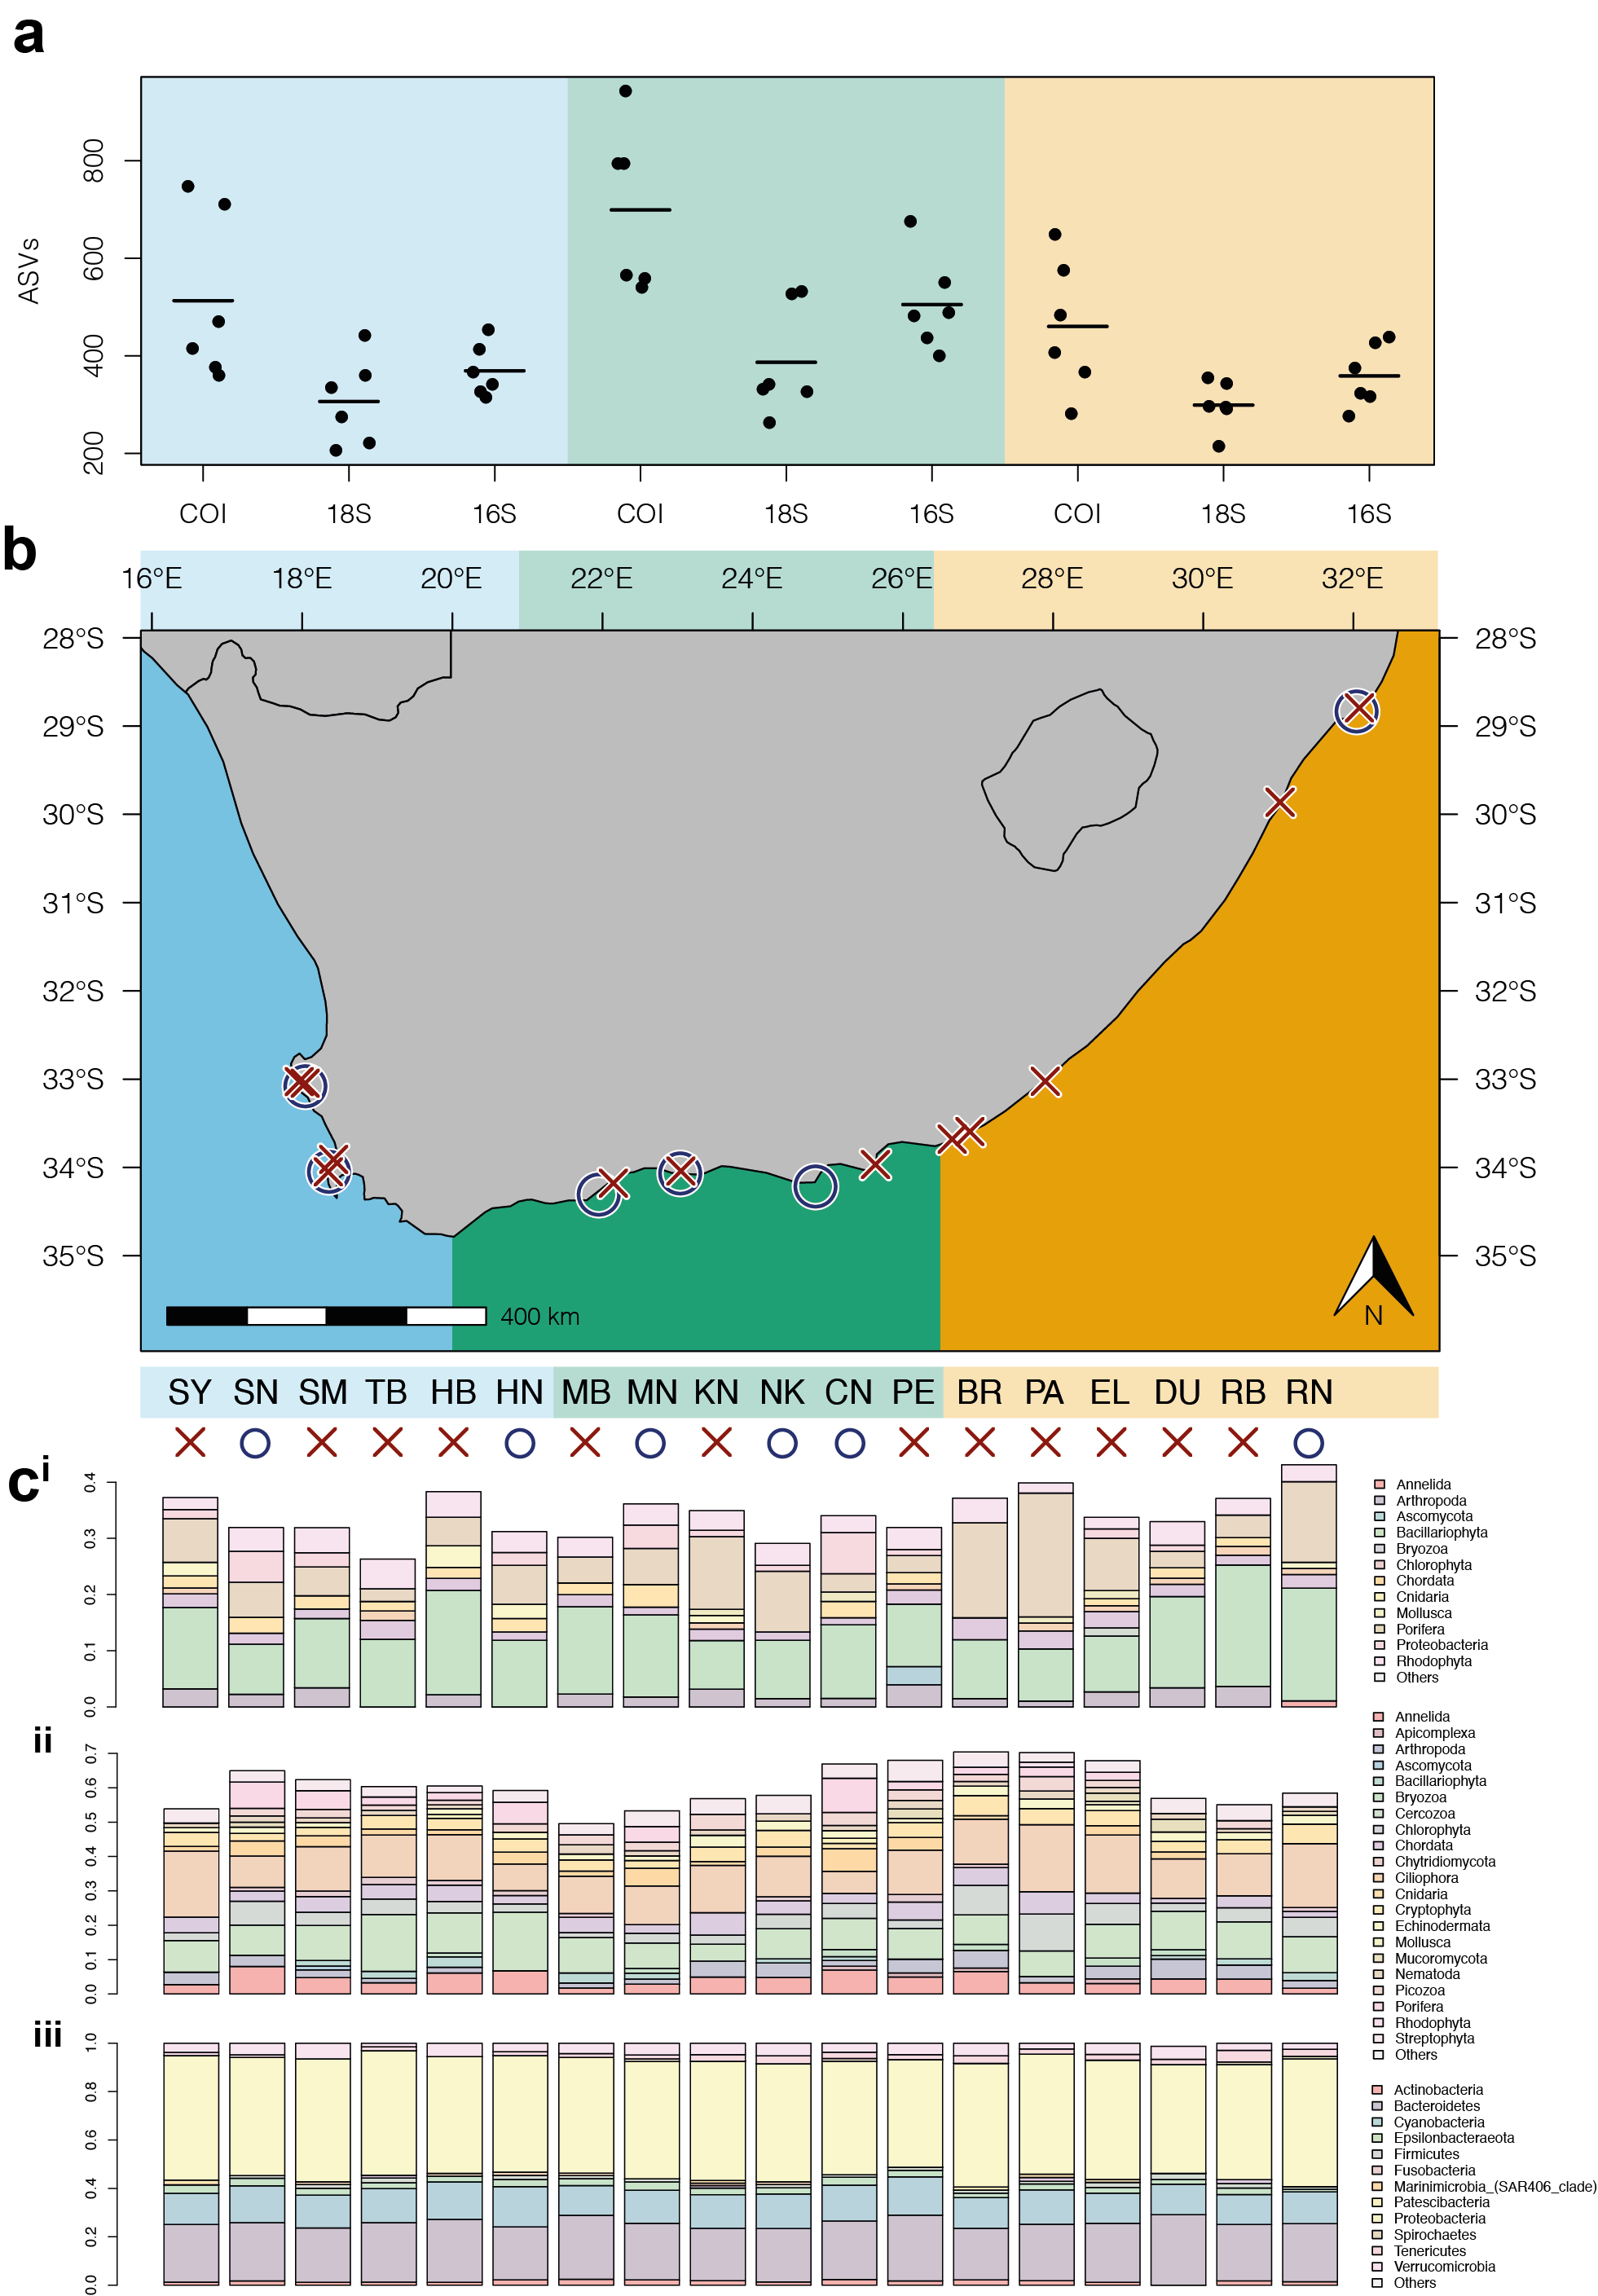 a
ASVs
800
600
400
200
COI 18S 16S COI 18S 16S COI 18S 16S
b
16°E 18°E 20°E 22°E 24°E 26°E 28°E 30°E 32°E
28°S 28°S
29°S 29°S
30°S 30°S
31°S 31°S
32°S 32°S
33°S 33°S
34°S 34°S
35°S 35°S
400 km
N
SY SN SM TB HB HN MB MN KN NK CN PE BR PA EL DU RB RN
c i
0.4
0.3
0.2
0.1
0.0
Annelida
Arthropoda
Ascomycota
Bacillariophyta
Bryozoa
Chlorophyta
Chordata
Cnidaria
Mollusca
Porifera
Proteobacteria
Rhodophyta
Others
ii
0.7
0.6
0.5
0.4
0.3
0.2
0.1
0.0
Annelida
Apicomplexa
Arthropoda
Ascomycota
Bacillariophyta
Bryozoa
Cercozoa
Chlorophyta
Chordata
Chytridiomycota
Ciliophora
Cnidaria
Cryptophyta
Echinodermata
Mollusca
Mucoromycota
Nematoda
Picozoa
Porifera
Rhodophyta
Streptophyta
Others
iii
1.0
0.8
0.6
0.4
0.2
0.0
Actinobacteria
Bacteroidetes
Cyanobacteria
Epsilonbacteraeota
Firmicutes
Fusobacteria
Marinimicrobia_(SAR406_clade)
Patescibacteria
Proteobacteria
Spirochaetes
Tenericutes
Verrucomicrobia
Others